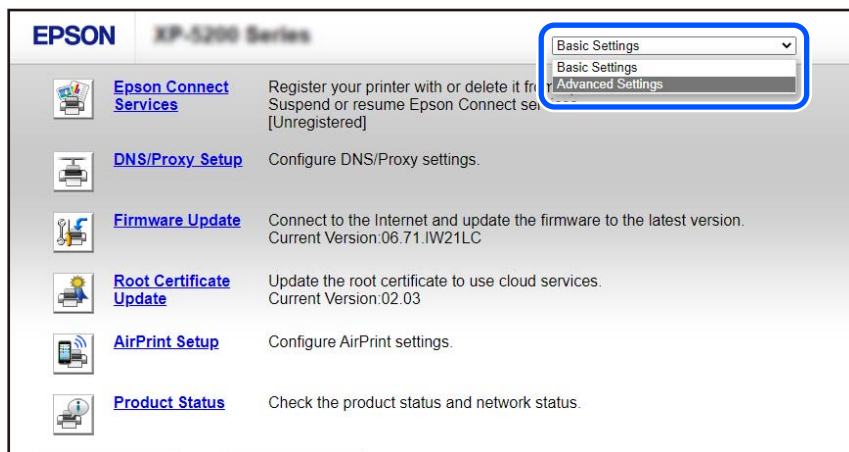 EPSON XP-5200 Series
Basic Settings
Basic Settings
Advanced Settings
Epson Connect Services
Register your printer with or delete it from
Suspend or resume Epson Connect
[Unregistered]
DNS/Proxy Setup
Configure DNS/Proxy settings.
Firmware Update
Connect to the Internet and update the firmware to the latest version.
Current Version:06.71.IW21LC
Root Certificate Update
Update the root certificate to use cloud services.
Current Version:02.03
AirPrint Setup
Configure AirPrint settings.
Product Status
Check the product status and network status.